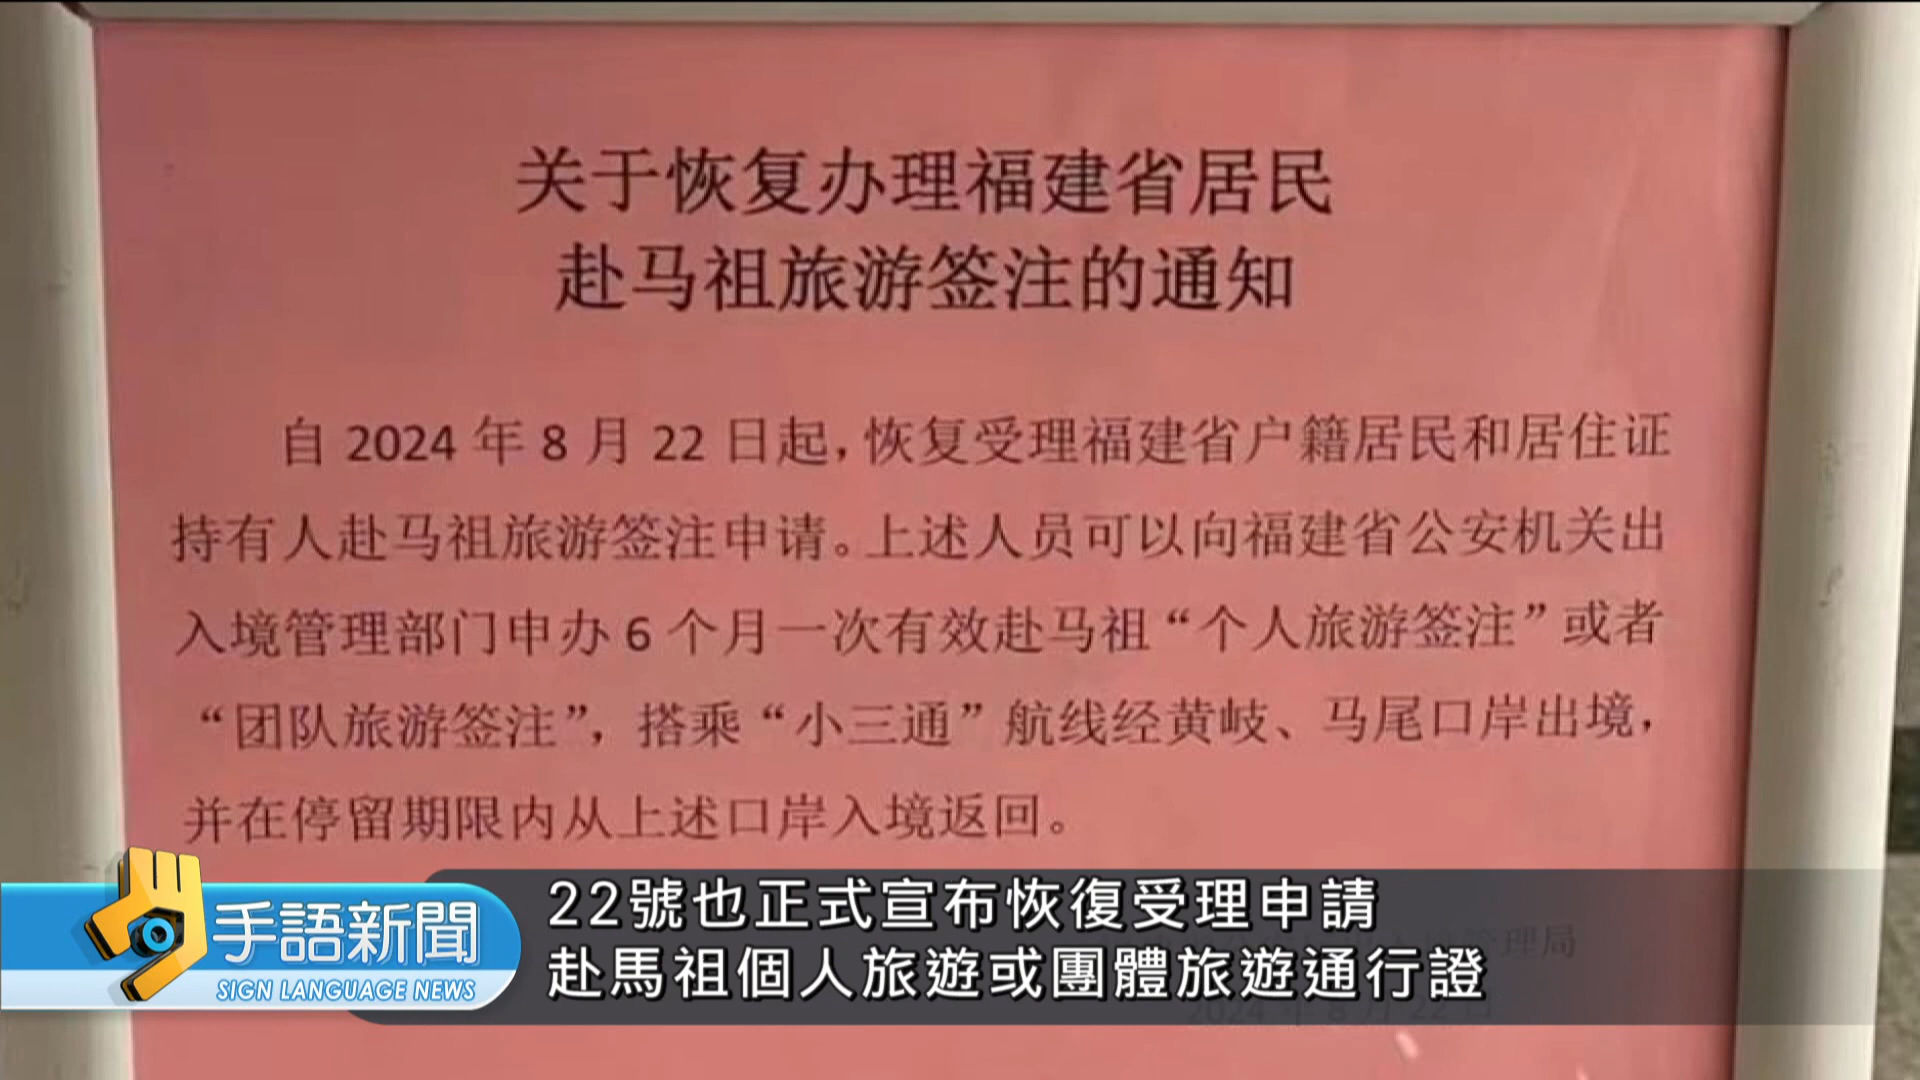 关于恢复办理福建省居民
赴马祖旅游签注的通知
自 2024 年 8 月 22 日起，恢复受理福建省户籍居民和居住证
持有人赴马祖旅游签注申请。上述人员可以向福建省公安机关出
入境管理部门申办 6 个月一次有效赴马祖“个人旅游签注”或者
“团队旅游签注”，搭乘“小三通”航线经黄岐、马尾口岸出境，
并在停留期限内从上述口岸入境返回。
管理局
2024 年 8 月 22 日
手語新聞
SIGN LANGUAGE NEWS
22號也正式宣布恢復受理申請
赴馬祖個人旅遊或團體旅遊通行證